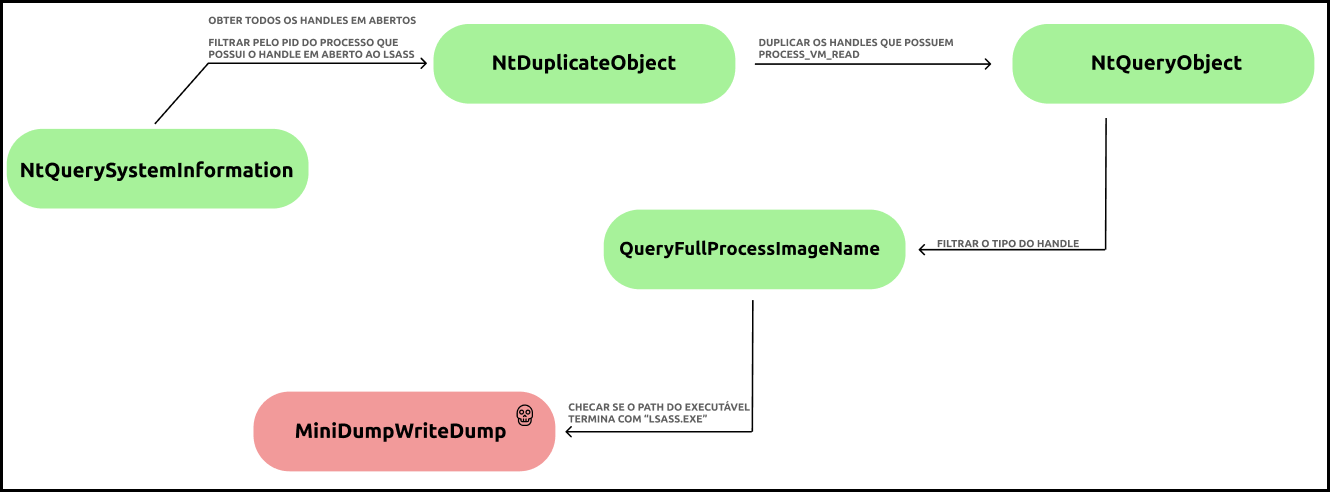 OBTER TODOS OS HANDLES EM ABERTOS
FILTRAR PELO PID DO PROCESSO QUE
POSSUI O HANDLE EM ABERTO AO LSASS
NtDuplicateObject
DUPLICAR OS HANDLES QUE POSSUEM
PROCESS_VM_READ
NtQueryObject
NtQuerySystemInformation
QueryFullProcessImageName
FILTRAR O TIPO DO HANDLE
CHECAR SE O PATH DO EXECUTÁVEL
TERMINA COM “LSASS.EXE”
MiniDumpWriteDump